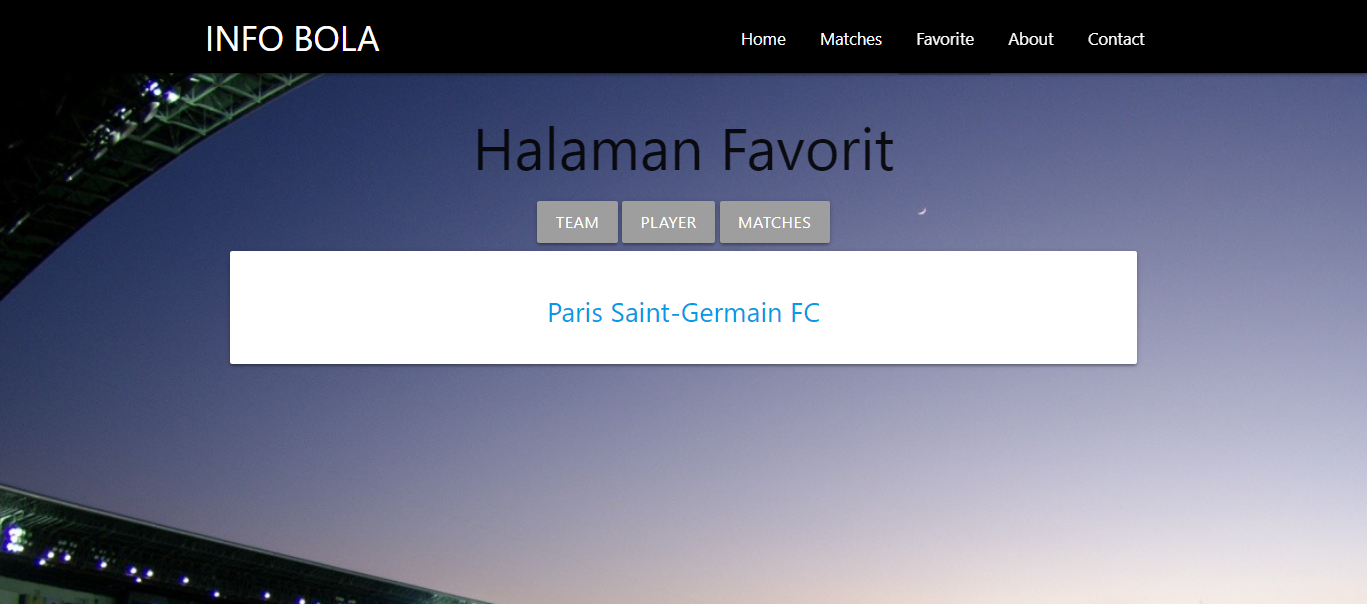 INFO BOLA
Home Matches Favorite About Contact
Halaman Favorit
TEAM PLAYER MATCHES
Paris Saint-Germain FC